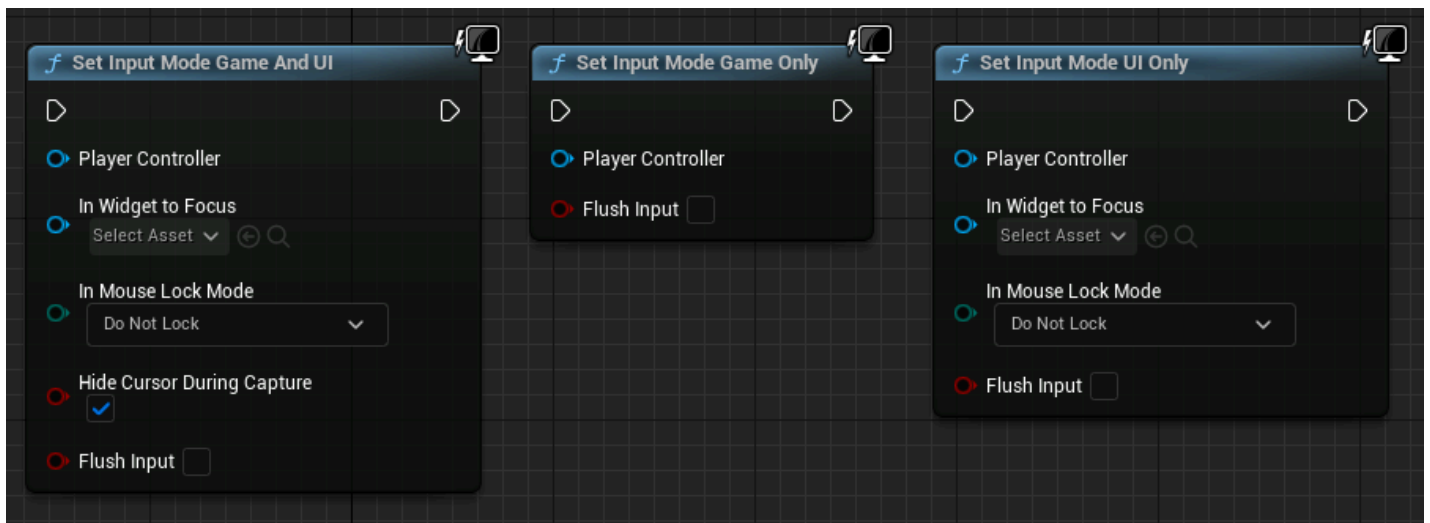 f Set Input Mode Game And UI
Player Controller
In Widget to Focus
Select Asset
In Mouse Lock Mode
Do Not Lock
Hide Cursor During Capture
Flush Input
f Set Input Mode Game Only
Player Controller
Flush Input
f Set Input Mode UI Only
Player Controller
In Widget to Focus
Select Asset
In Mouse Lock Mode
Do Not Lock
Flush Input